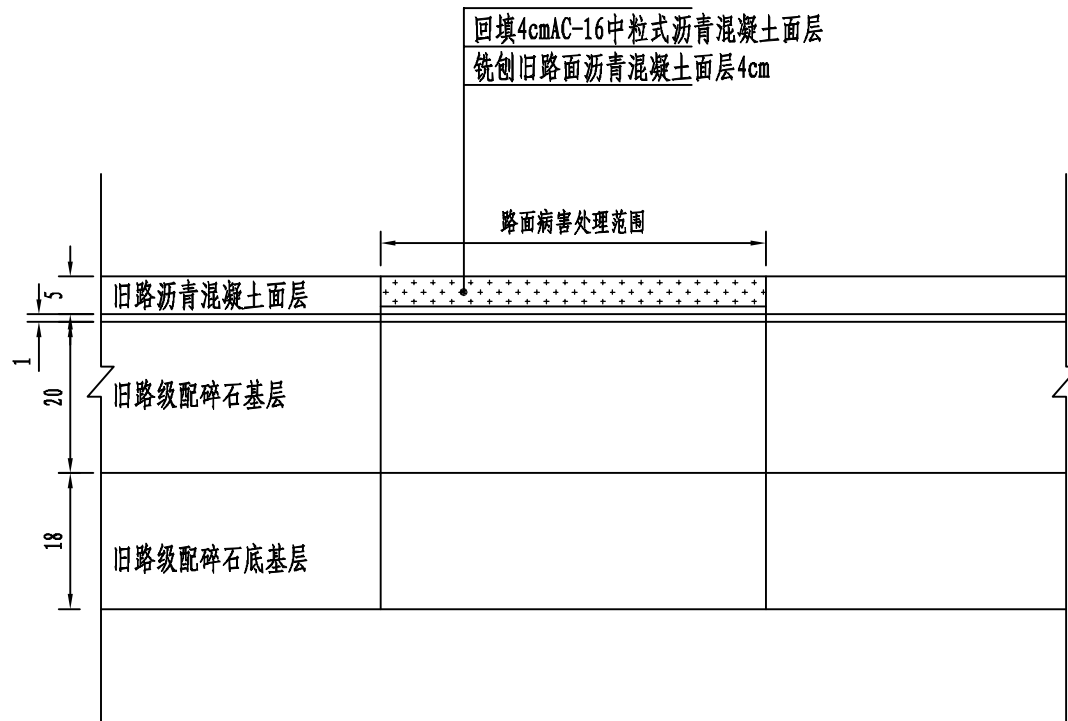 回填4cmAC-16中粒式沥青混凝土面层
铣刨旧路面沥青混凝土面层4cm
路面病害处理范围
5
旧路沥青混凝土面层
1
20
旧路级配碎石基层
18
旧路级配碎石底基层